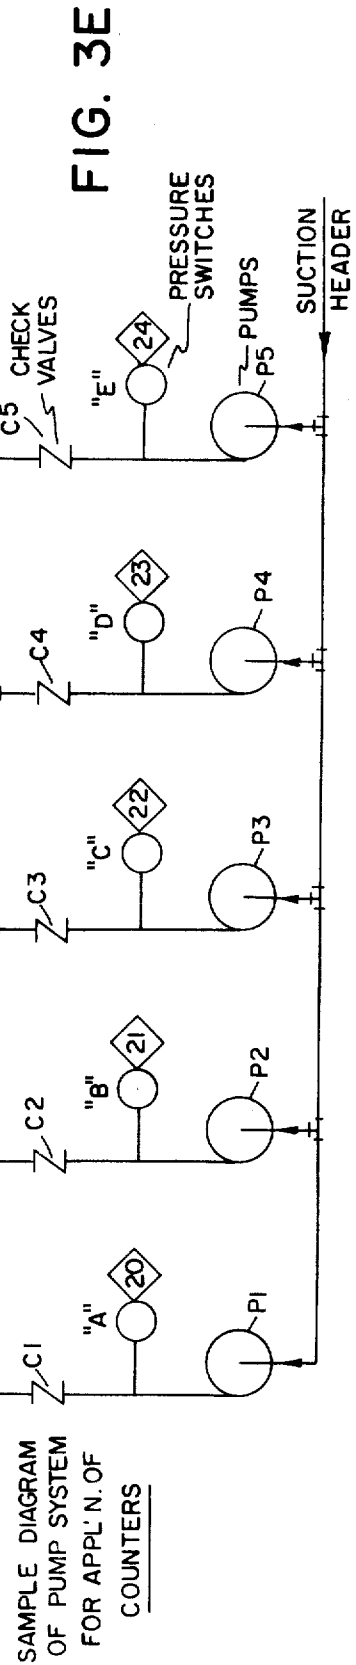 FIG. 3E
C1
C2
C3
C4
C5
CHECK
VALVES
"A"
20
"B"
21
"C"
22
"D"
23
"E"
24
PRESSURE
SWITCHES
P1
P2
P3
P4
P5
PUMPS
SUCTION
HEADER
SAMPLE DIAGRAM
OF PUMP SYSTEM
FOR APPL'N. OF
COUNTERS